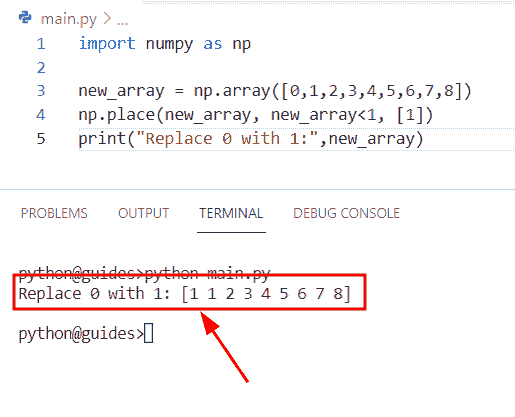 main.py > ...
1 import numpy as np
2
3 new_array = np.array([0,1,2,3,4,5,6,7,8])
4 np.place(new_array, new_array<1, [1])
5 print("Replace 0 with 1:",new_array)
PROBLEMS OUTPUT TERMINAL DEBUG CONSOLE
python@guides>python main.py
Replace 0 with 1: [1 1 2 3 4 5 6 7 8]
python@guides>